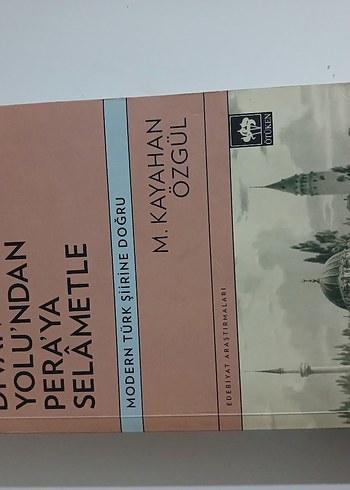 YOLU'NDAN
PERA'YA
SELÂMETLE
MODERN TÜRK ŞİİRİNE DOĞRU
M. KAYAHAN
ÖZGÜL
EDEBİYAT ARAŞTIRMALARI
ÖTÜKEN